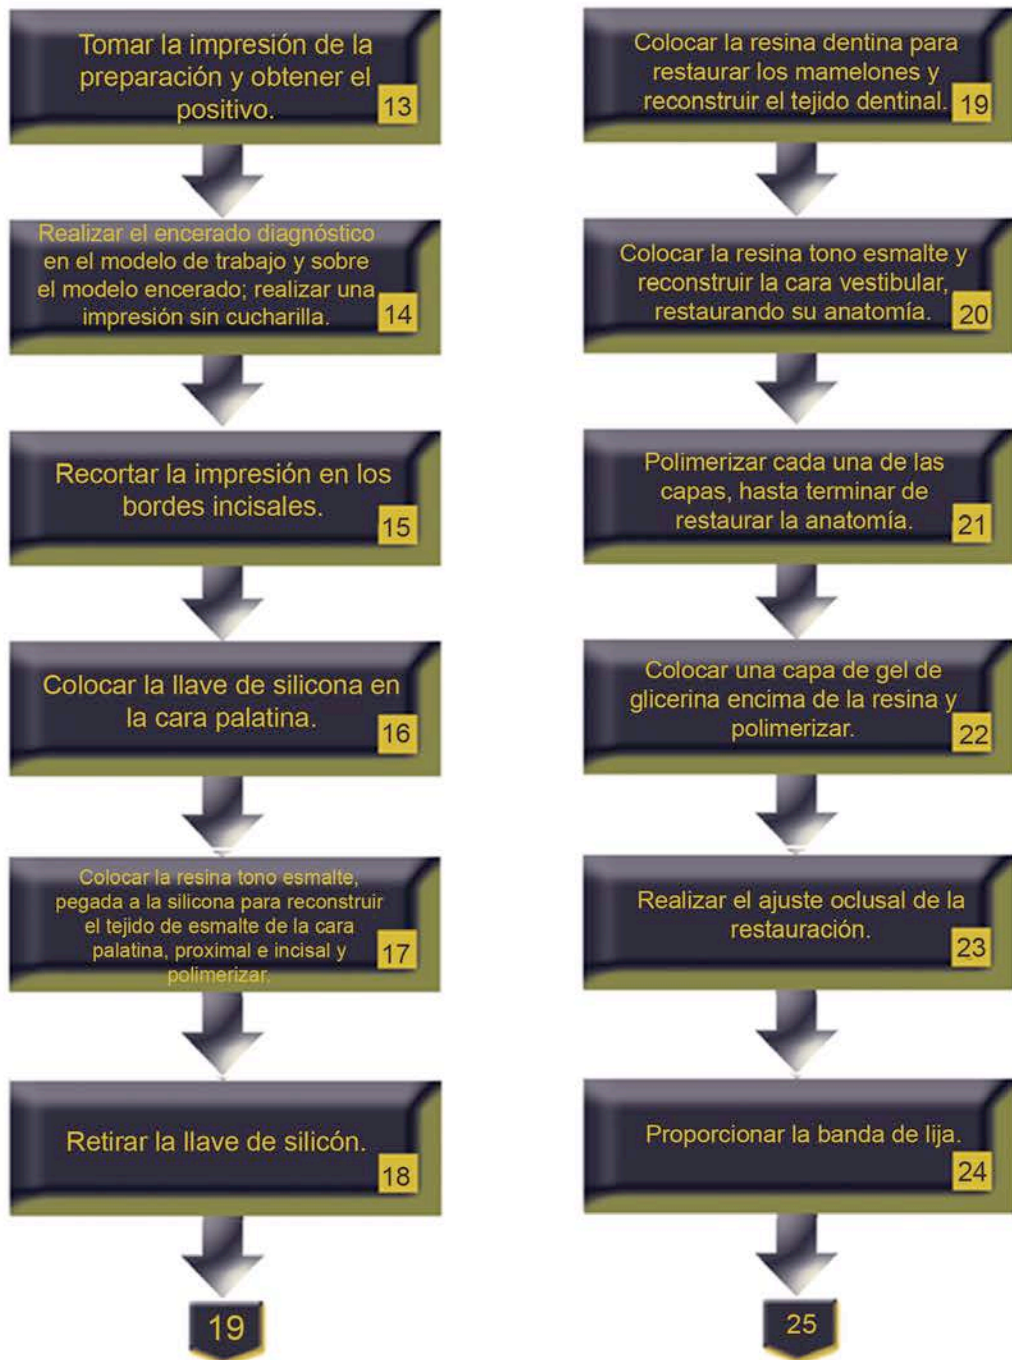 Tomar la impresión de la
preparación y obtener el
positivo.
13
Realizar el encerado diagnóstico
en el modelo de trabajo y sobre
el modelo encerado; realizar una
impresión sin cucharilla.
14
Recortar la impresión en los
bordes incisales.
15
Colocar la llave de silicona en
la cara palatina.
16
Colocar la resina tono esmalte,
pegada a la silicona para reconstruir
el tejido de esmalte de la cara
palatina, proximal e incisal y
polimerizar.
17
Retirar la llave de silicón.
18
19
Colocar la resina dentina para
restaurar los mamelones y
reconstruir el tejido dentinal.
19
Colocar la resina tono esmalte y
reconstruir la cara vestibular,
restaurando su anatomía.
20
Polimerizar cada una de las
capas, hasta terminar de
restaurar la anatomía.
21
Colocar una capa de gel de
glicerina encima de la resina y
polimerizar.
22
Realizar el ajuste oclusal de la
restauración.
23
Proporcionar la banda de lija.
24
25